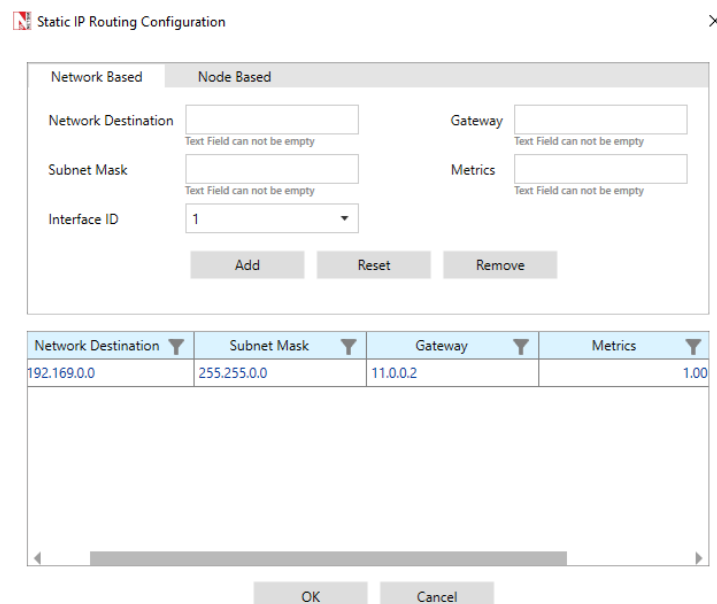 Static IP Routing Configuration
Network Based Node Based
Network Destination Gateway
Text Field can not be empty Text Field can not be empty
Subnet Mask Metrics
Text Field can not be empty Text Field can not be empty
Interface ID 1
Add Reset Remove
Network Destination Subnet Mask Gateway Metrics
192.169.0.0 255.255.0.0 11.0.0.2 1.00
OK Cancel